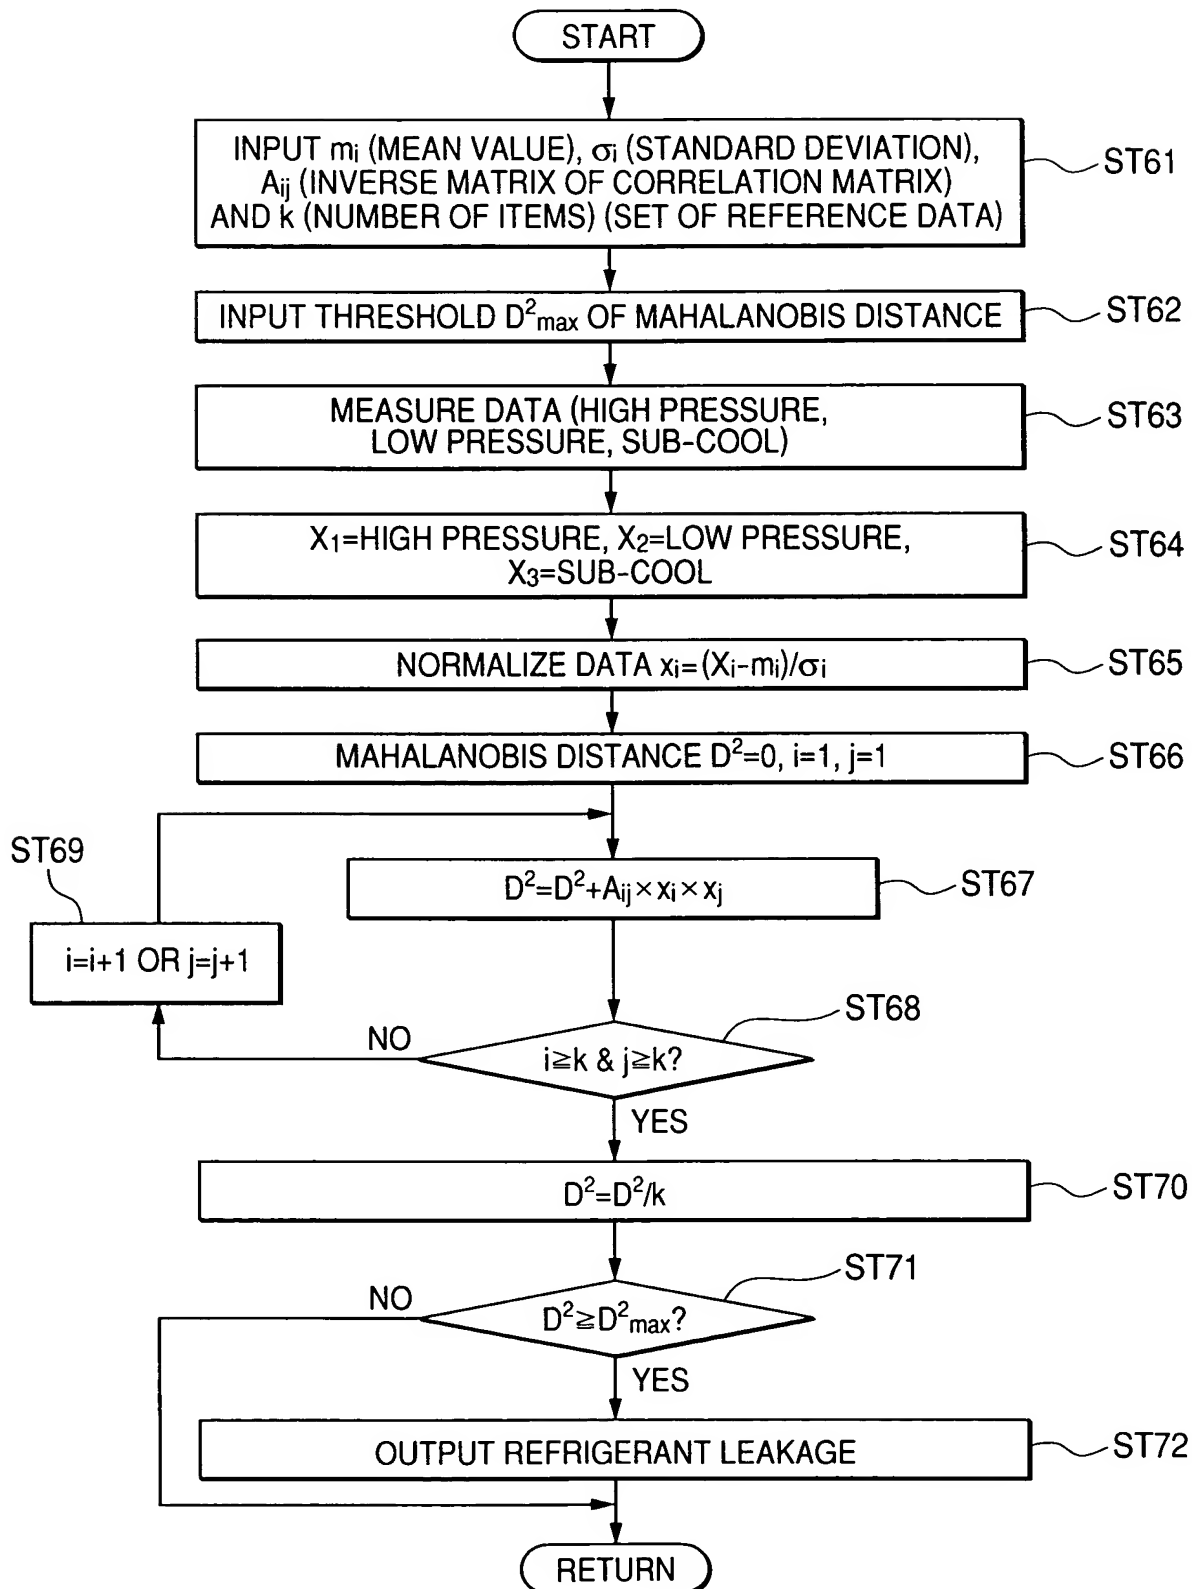 START
INPUT mi (MEAN VALUE), σi (STANDARD DEVIATION),
Aij (INVERSE MATRIX OF CORRELATION MATRIX)
AND k (NUMBER OF ITEMS) (SET OF REFERENCE DATA)
ST61
INPUT THRESHOLD D²max OF MAHALANOBIS DISTANCE
ST62
MEASURE DATA (HIGH PRESSURE,
LOW PRESSURE, SUB-COOL)
ST63
X1=HIGH PRESSURE, X2=LOW PRESSURE,
X3=SUB-COOL
ST64
NORMALIZE DATA xi=(Xi-mi)/σi
ST65
MAHALANOBIS DISTANCE D²=0, i=1, j=1
ST66
ST69
D²=D²+Aij×xi×xj
ST67
i=i+1 OR j=j+1
ST68
NO
i≧k & j≧k?
YES
D²=D²/k
ST70
ST71
NO
D²≧D²max?
YES
OUTPUT REFRIGERANT LEAKAGE
ST72
RETURN